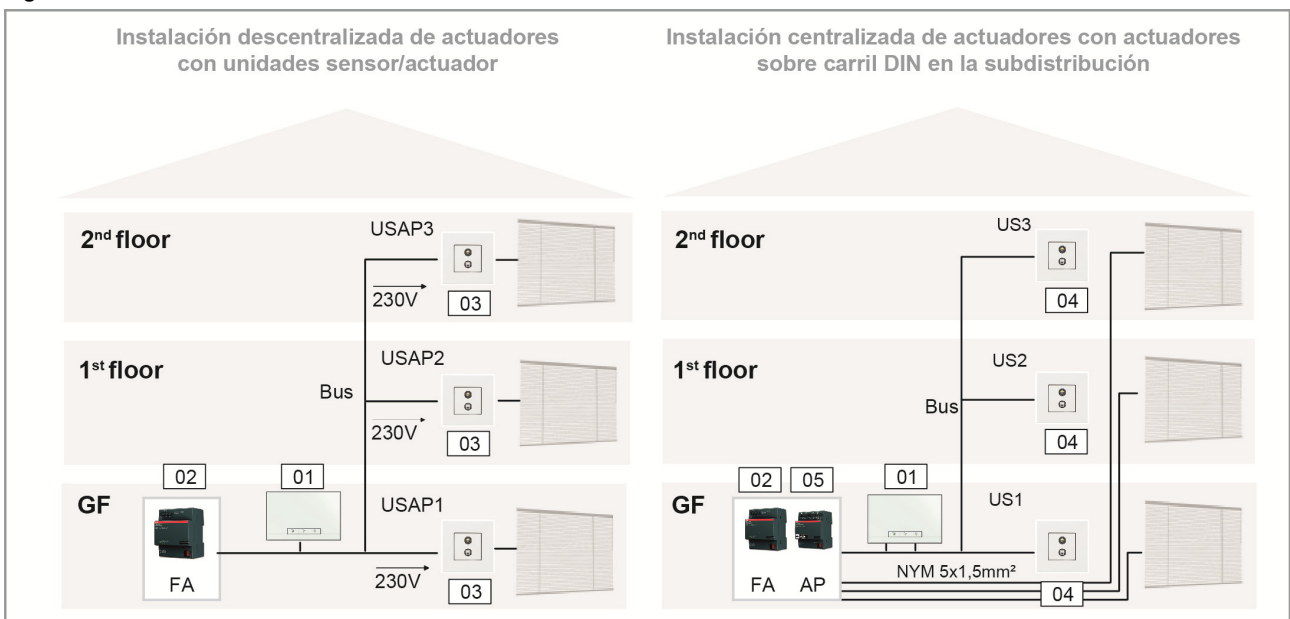 Instalación descentralizada de actuadores
con unidades sensor/actuador
2nd floor
USAP3
230V
03
1st floor
USAP2
Bus
230V
03
02
01
GF
USAP1
FA
230V
03
Instalación centralizada de actuadores con actuadores
sobre carril DIN en la subdistribución
2nd floor
US3
04
1st floor
US2
Bus
04
02
05
01
GF
US1
NYM 5x1,5mm²
FA
AP
04